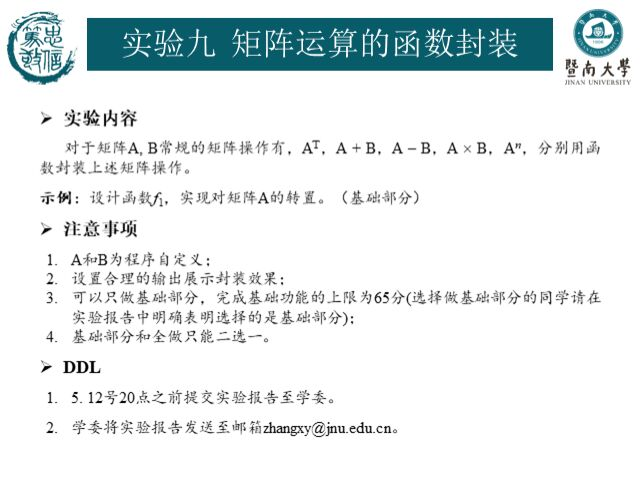 忠信
笃敬
实验九 矩阵运算的函数封装
暨南大學
JINAN UNIVERSITY
➢ 实验内容
对于矩阵A, B常规的矩阵操作有，Aᵀ，A + B，A − B，A × B，Aⁿ，分别用函
数封装上述矩阵操作。
示例：设计函数f₁，实现对矩阵A的转置。（基础部分）
➢ 注意事项
1. A和B为程序自定义；
2. 设置合理的输出展示封装效果；
3. 可以只做基础部分，完成基础功能的上限为65分(选择做基础部分的同学请在
实验报告中明确表明选择的是基础部分)；
4. 基础部分和全做只能二选一。
➢ DDL
1. 5. 12号20点之前提交实验报告至学委。
2. 学委将实验报告发送至邮箱zhangxy@jnu.edu.cn。